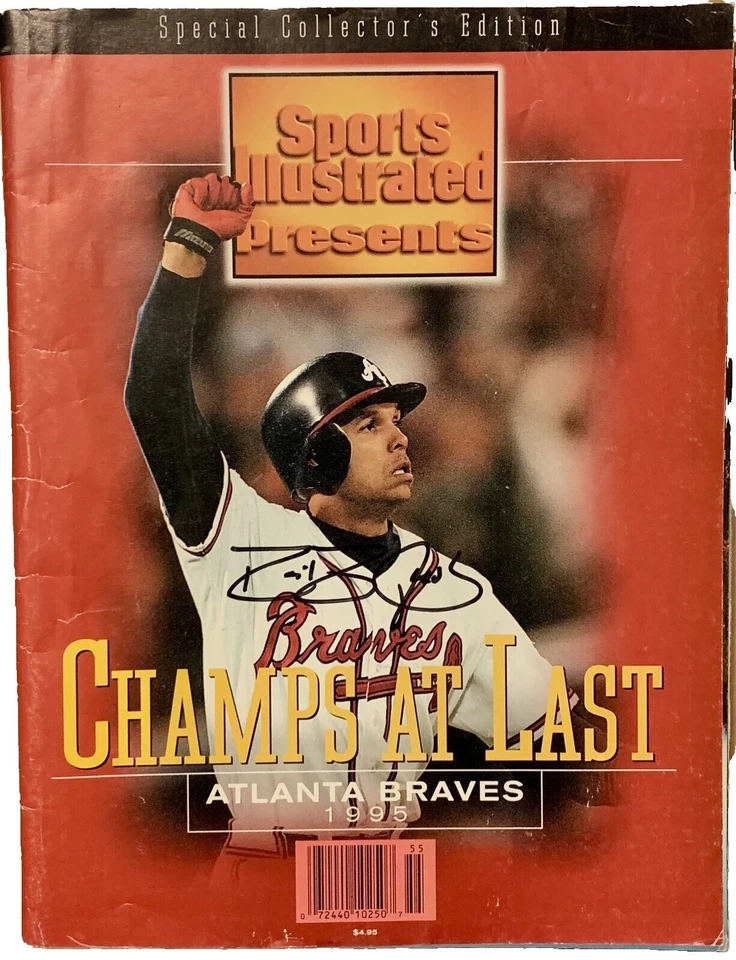 Special Collector's Edition
Sports
Illustrated
Presents
Mizuno
A
Braves
CHAMPS AT LAST
ATLANTA BRAVES
1995
55
0 72440 10250 7
$4.95